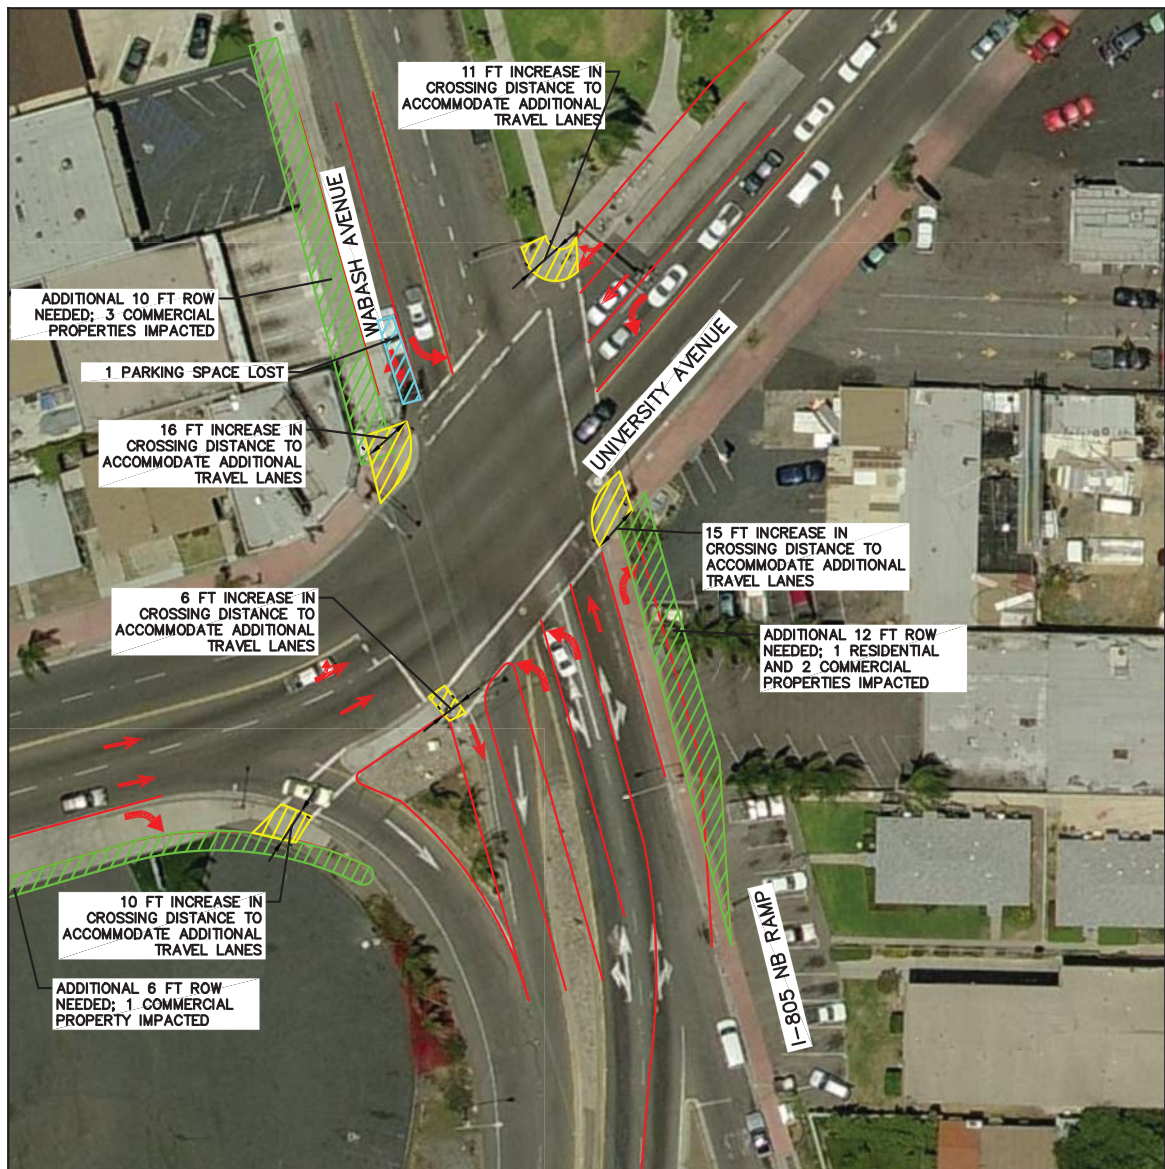 11 FT INCREASE IN
CROSSING DISTANCE TO
ACCOMMODATE ADDITIONAL
TRAVEL LANES
WABASH AVENUE
ADDITIONAL 10 FT ROW
NEEDED; 3 COMMERCIAL
PROPERTIES IMPACTED
1 PARKING SPACE LOST
UNIVERSITY AVENUE
16 FT INCREASE IN
CROSSING DISTANCE TO
ACCOMMODATE ADDITIONAL
TRAVEL LANES
15 FT INCREASE IN
CROSSING DISTANCE TO
ACCOMMODATE ADDITIONAL
TRAVEL LANES
6 FT INCREASE IN
CROSSING DISTANCE TO
ACCOMMODATE ADDITIONAL
TRAVEL LANES
ADDITIONAL 12 FT ROW
NEEDED; 1 RESIDENTIAL
AND 2 COMMERCIAL
PROPERTIES IMPACTED
10 FT INCREASE IN
CROSSING DISTANCE TO
ACCOMMODATE ADDITIONAL
TRAVEL LANES
I-805 NB RAMP
ADDITIONAL 6 FT ROW
NEEDED; 1 COMMERCIAL
PROPERTY IMPACTED